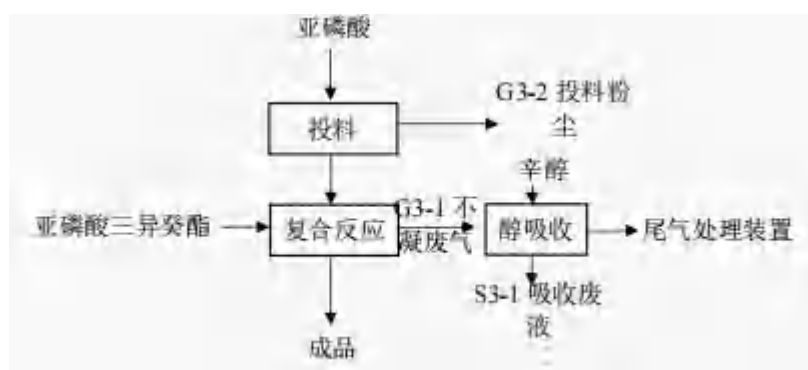 亚磷酸
G3-2 投料粉
尘
投料
辛醇
亚磷酸三异癸酯
复合反应
G3-1 不
凝废气
醇吸收
尾气处理装置
S3-1 吸收废
液
成品